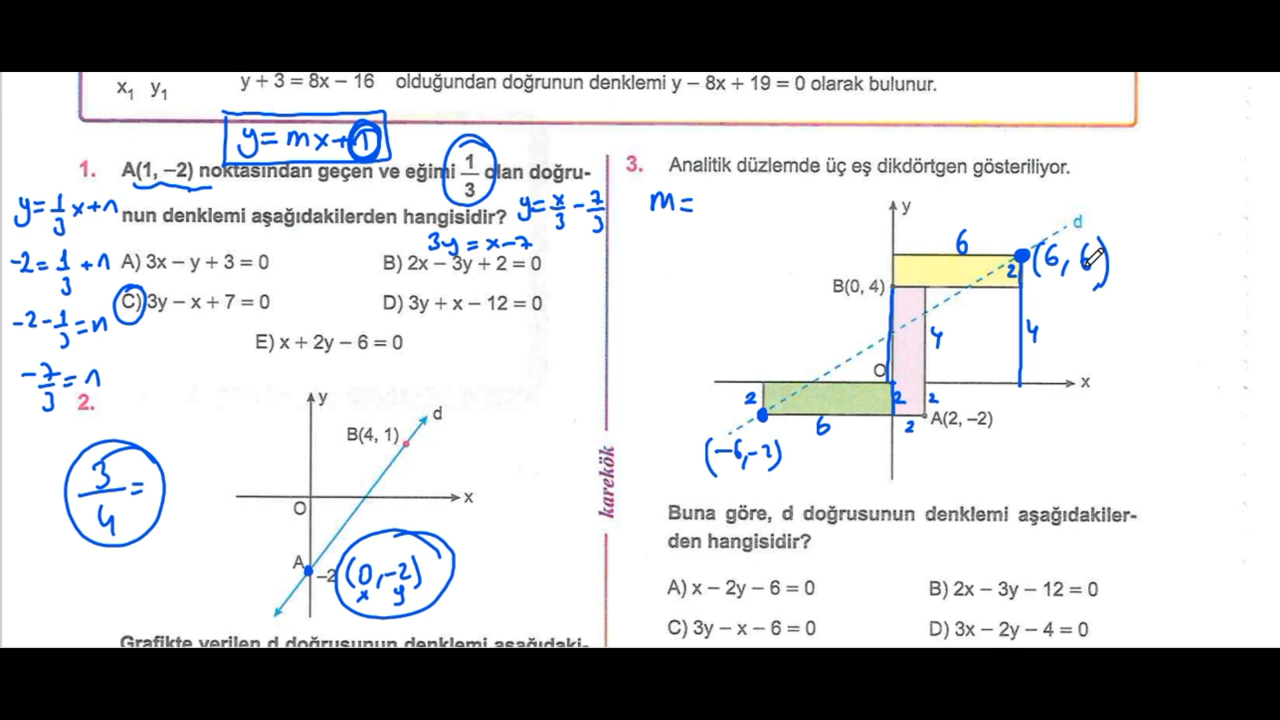 y + 3 = 8x – 16 olduğundan doğrunun denklemi y – 8x + 19 = 0 olarak bulunur.
x₁ y₁
y = mx + n
1. A(1, –2) noktasından geçen ve eğimi 1/3 olan doğru-
nun denklemi aşağıdakilerden hangisidir?
y = 1/3 x + n
y = x/3 - 7/3
3y = x - 7
-2 = 1/3 + n
-2 - 1/3 = n
-7/3 = n
A) 3x – y + 3 = 0
B) 2x – 3y + 2 = 0
C) 3y – x + 7 = 0
D) 3y + x – 12 = 0
E) x + 2y – 6 = 0
2.
3/4 =
y
d
B(4, 1)
O
x
A
–2
(0, -2)
x y
Grafikte verilen d doğrusunun denklemi aşağıdaki-
karekök
3. Analitik düzlemde üç eş dikdörtgen gösteriliyor.
m =
y
d
6
2
(6, 6)
B(0, 4)
4
4
O
x
2
2
2
6
2
A(2, –2)
(-6, -2)
Buna göre, d doğrusunun denklemi aşağıdakiler-
den hangisidir?
A) x – 2y – 6 = 0
B) 2x – 3y – 12 = 0
C) 3y – x – 6 = 0
D) 3x – 2y – 4 = 0